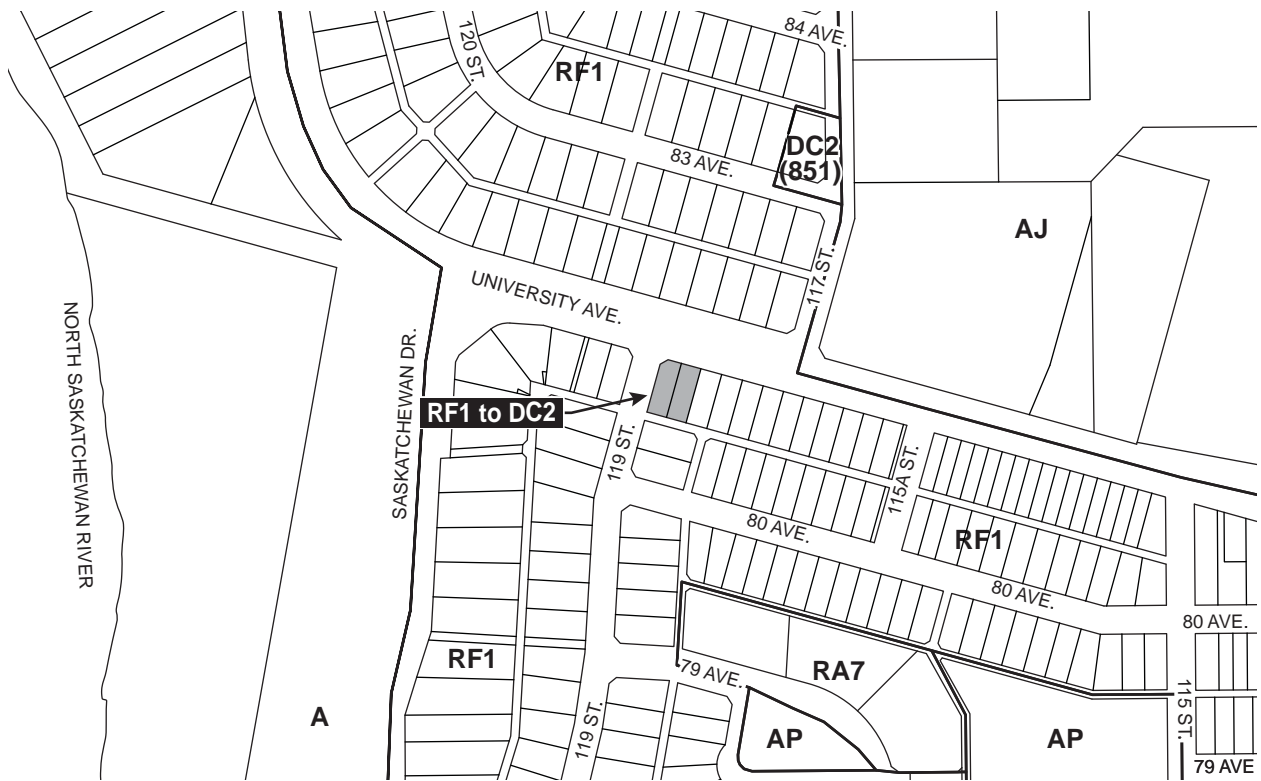 84 AVE.
120 ST.
RF1
DC2
(851)
83 AVE.
AJ
117 ST.
UNIVERSITY AVE.
NORTH SASKATCHEWAN RIVER
SASKATCHEWAN DR.
RF1 to DC2
119 ST.
115A ST.
80 AVE.
RF1
80 AVE.
80 AVE.
RF1
79 AVE.
RA7
115 ST.
A
119 ST.
AP
AP
79 AVE